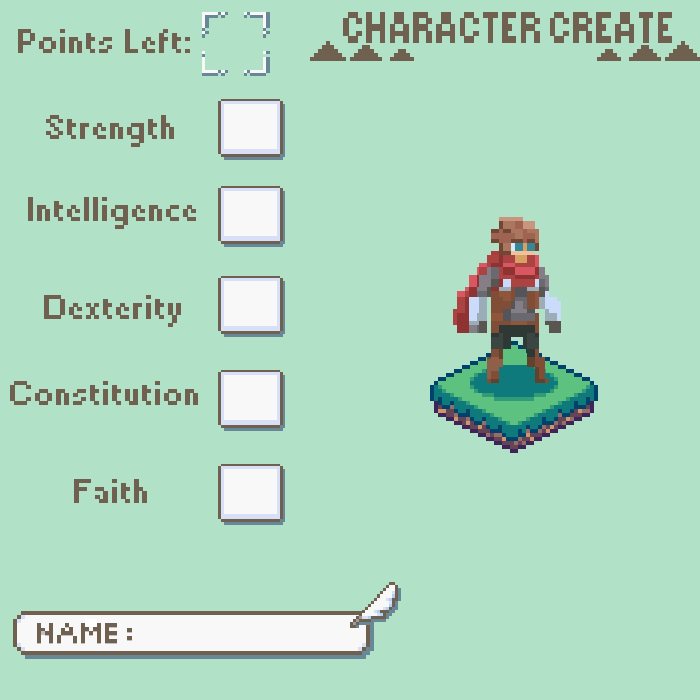 Points Left:
CHARACTER CREATE
Strength
Intelligence
Dexterity
Constitution
Faith
NAME: